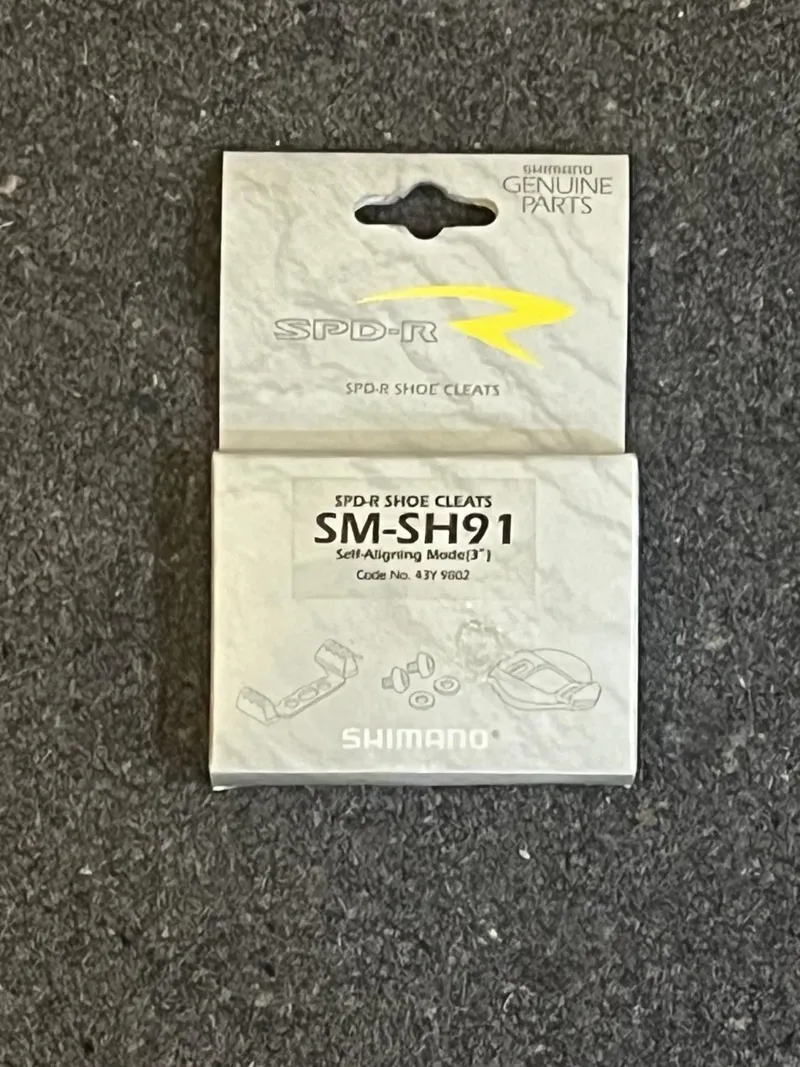 SHIMANO
GENUINE
PARTS
SPD-R
SPD-R SHOE CLEATS
SPD-R SHOE CLEATS
SM-SH91
Self-Aligning Mode(3°)
Code No. 43Y 9802
SHIMANO®